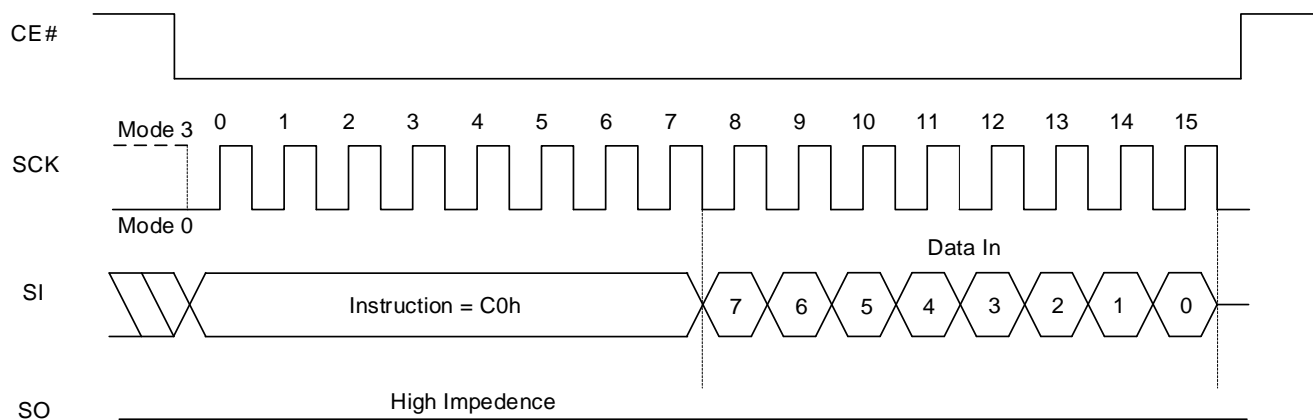 CE#
Mode 3 0 1 2 3 4 5 6 7 8 9 10 11 12 13 14 15
SCK
Mode 0
Data In
SI Instruction = C0h 7 6 5 4 3 2 1 0
High Impedence
SO